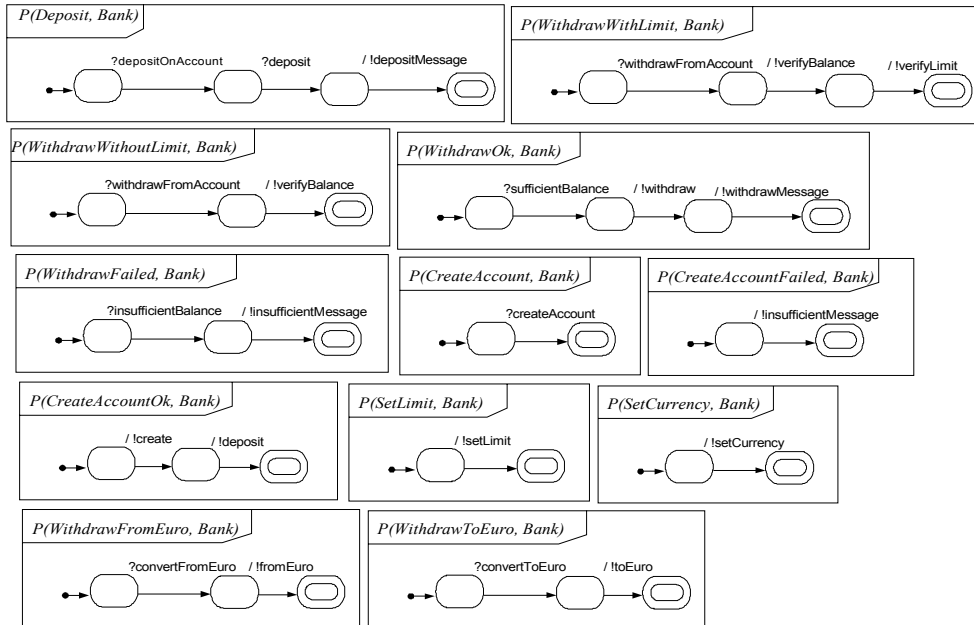 P(Deposit, Bank)
?depositOnAccount ?deposit / !depositMessage
P(WithdrawWithLimit, Bank)
?withdrawFromAccount / !verifyBalance / !verifyLimit
P(WithdrawWithoutLimit, Bank)
?withdrawFromAccount / !verifyBalance
P(WithdrawOk, Bank)
?sufficientBalance / !withdraw / !withdrawMessage
P(WithdrawFailed, Bank)
?insufficientBalance / !insufficientMessage
P(CreateAccount, Bank)
?createAccount
P(CreateAccountFailed, Bank)
/ !insufficientMessage
P(CreateAccountOk, Bank)
/ !create / !deposit
P(SetLimit, Bank)
/ !setLimit
P(SetCurrency, Bank)
/ !setCurrency
P(WithdrawFromEuro, Bank)
?convertFromEuro / !fromEuro
P(WithdrawToEuro, Bank)
?convertToEuro / !toEuro